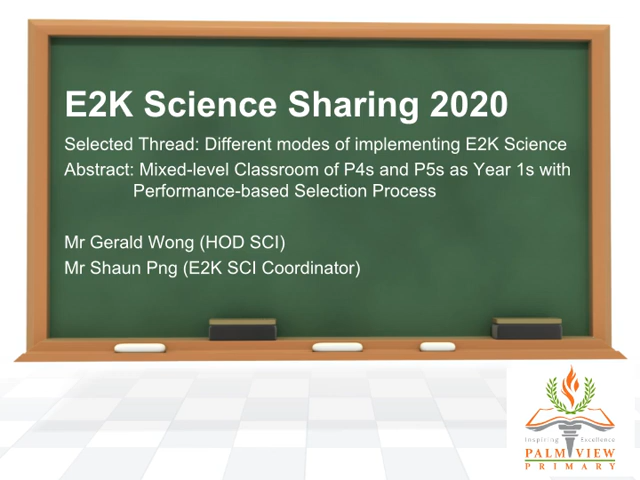 E2K Science Sharing 2020
Selected Thread: Different modes of implementing E2K Science
Abstract: Mixed-level Classroom of P4s and P5s as Year 1s with
Performance-based Selection Process
Mr Gerald Wong (HOD SCI)
Mr Shaun Png (E2K SCI Coordinator)
Inspiring Excellence
PALM VIEW
PRIMARY